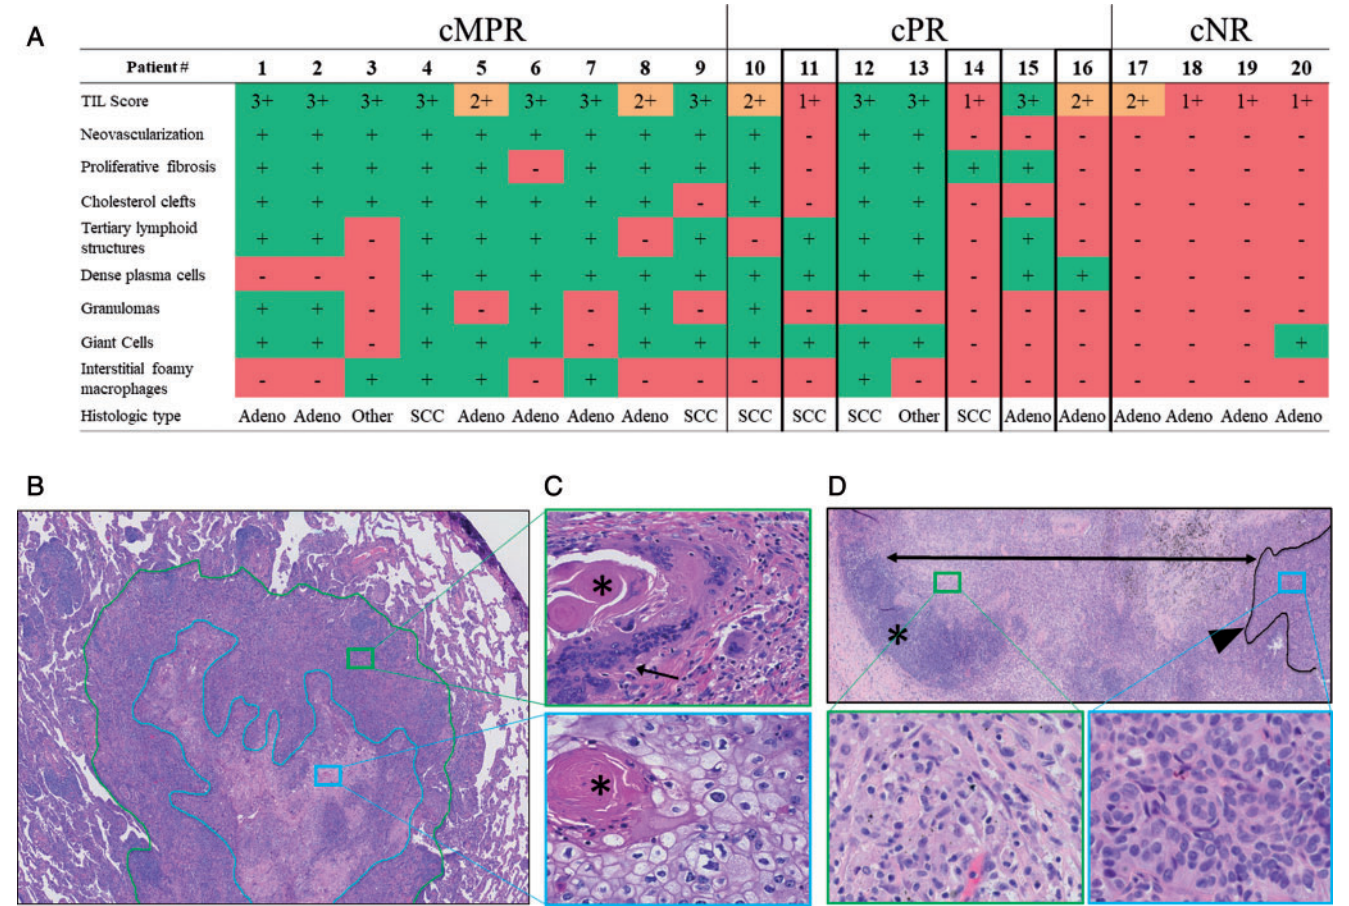 A
cMPR cPR cNR
Patient # 1 2 3 4 5 6 7 8 9 10 11 12 13 14 15 16 17 18 19 20
TIL Score 3+ 3+ 3+ 3+ 2+ 3+ 3+ 2+ 3+ 2+ 1+ 3+ 3+ 1+ 3+ 2+ 2+ 1+ 1+ 1+
Neovascularization + + + + + + + + + + - + + - - - - - - -
Proliferative fibrosis + + + + + - + + + + - + + + + - - - - -
Cholesterol clefts + + + + + + + + - + - + + - - - - - - -
Tertiary lymphoid
structures + + - + + + + - + - + + + - + - - - - -
Dense plasma cells - - - + + + + + + + + + + - + + - - - -
Granulomas + + - + - + - + - + - - - - - - - - - -
Giant Cells + + - + + + - + + + + + + - - - - - - +
Interstitial foamy
macrophages - - + + + - + - - - - + - - - - - - - -
Histologic type Adeno Adeno Other SCC Adeno Adeno Adeno Adeno SCC SCC SCC SCC Other SCC Adeno Adeno Adeno Adeno Adeno Adeno
B C D
*
*
*